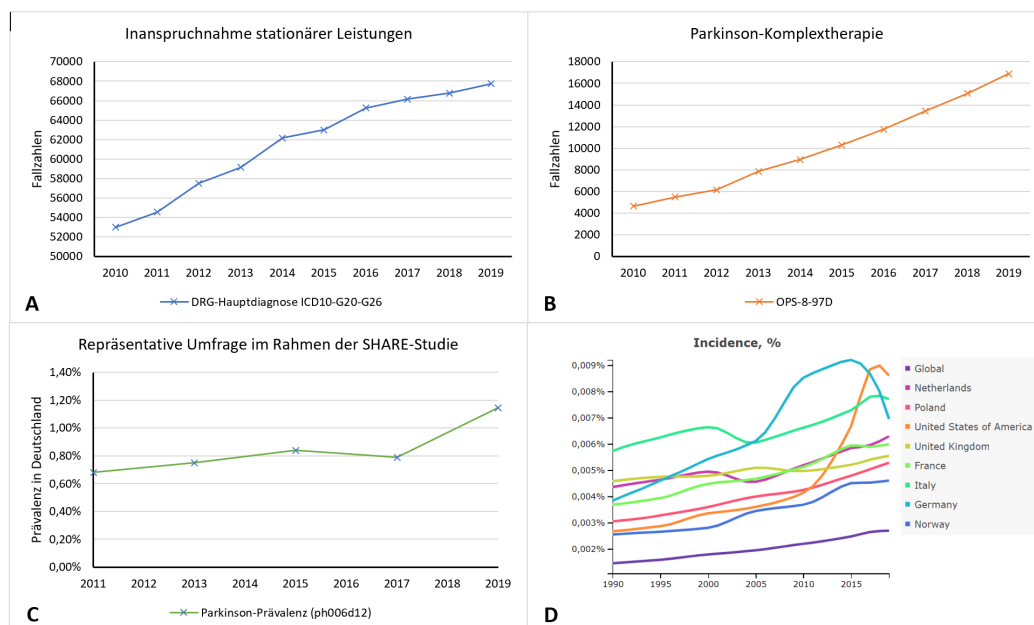 Inanspruchnahme stationärer Leistungen
70000
68000
66000
64000
62000
60000
58000
56000
54000
52000
50000
Fallzahlen
2010 2011 2012 2013 2014 2015 2016 2017 2018 2019
A
DRG-Hauptdiagnose ICD10-G20-G26
Parkinson-Komplextherapie
18000
16000
14000
12000
10000
8000
6000
4000
2000
0
Fallzahlen
2010 2011 2012 2013 2014 2015 2016 2017 2018 2019
B
OPS-8-97D
Repräsentative Umfrage im Rahmen der SHARE-Studie
1,40%
1,20%
1,00%
0,80%
0,60%
0,40%
0,20%
0,00%
Prävalenz in Deutschland
2011 2012 2013 2014 2015 2016 2017 2018 2019
C
Parkinson-Prävalenz (ph006d12)
Incidence, %
0,009%
0,008%
0,007%
0,006%
0,005%
0,004%
0,003%
0,002%
1990 1995 2000 2005 2010 2015
Global
Netherlands
Poland
United States of America
United Kingdom
France
Italy
Germany
Norway
D